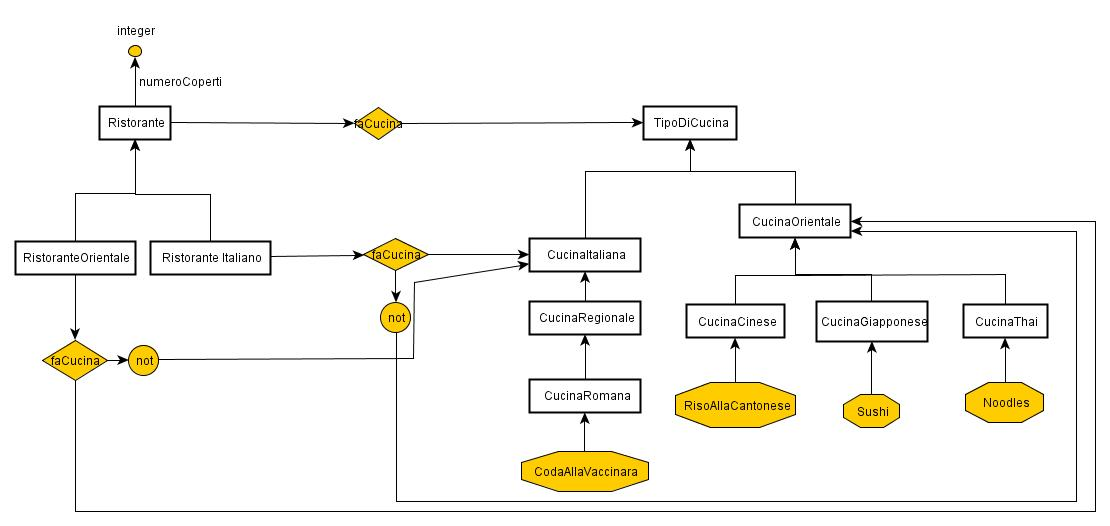 integer
numeroCoperti
Ristorante
faCucina
TipoDiCucina
CucinaOrientale
RistoranteOrientale
Ristorante Italiano
faCucina
CucinaItaliana
not
CucinaRegionale
CucinaCinese
CucinaGiapponese
CucinaThai
faCucina
not
CucinaRomana
RisoAllaCantonese
Sushi
Noodles
CodaAllaVaccinara